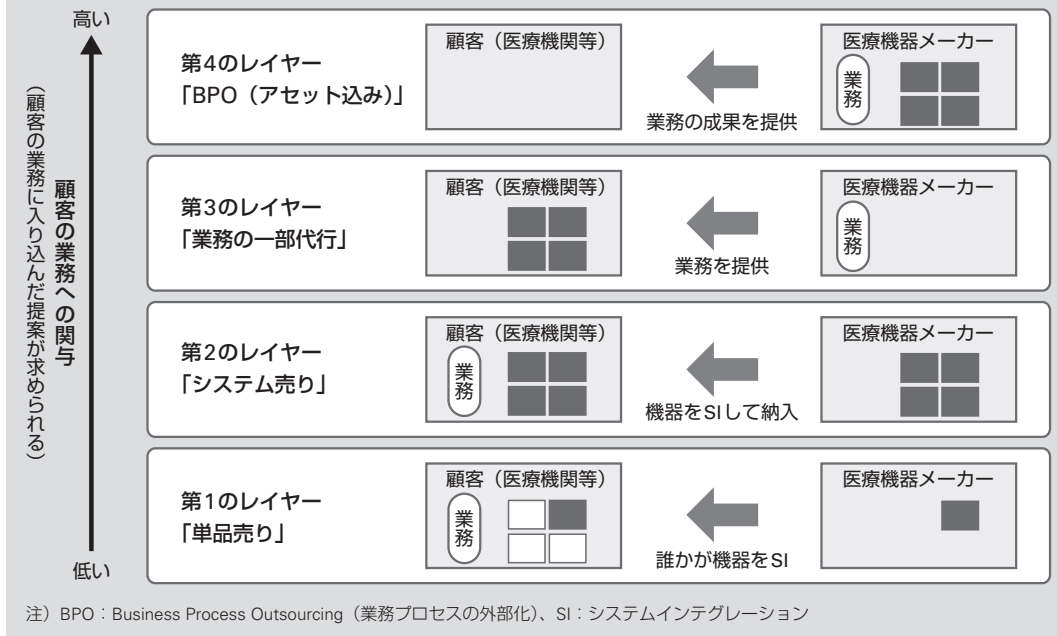 高い
顧客の業務への関与
（顧客の業務に入り込んだ提案が求められる）
低い
第4のレイヤー
「BPO（アセット込み）」
顧客（医療機関等）
業務の成果を提供
医療機器メーカー
業務
第3のレイヤー
「業務の一部代行」
顧客（医療機関等）
業務を提供
医療機器メーカー
業務
第2のレイヤー
「システム売り」
顧客（医療機関等）
業務
機器をSIして納入
医療機器メーカー
第1のレイヤー
「単品売り」
顧客（医療機関等）
業務
誰かが機器をSI
医療機器メーカー
注）BPO：Business Process Outsourcing（業務プロセスの外部化）、SI：システムインテグレーション